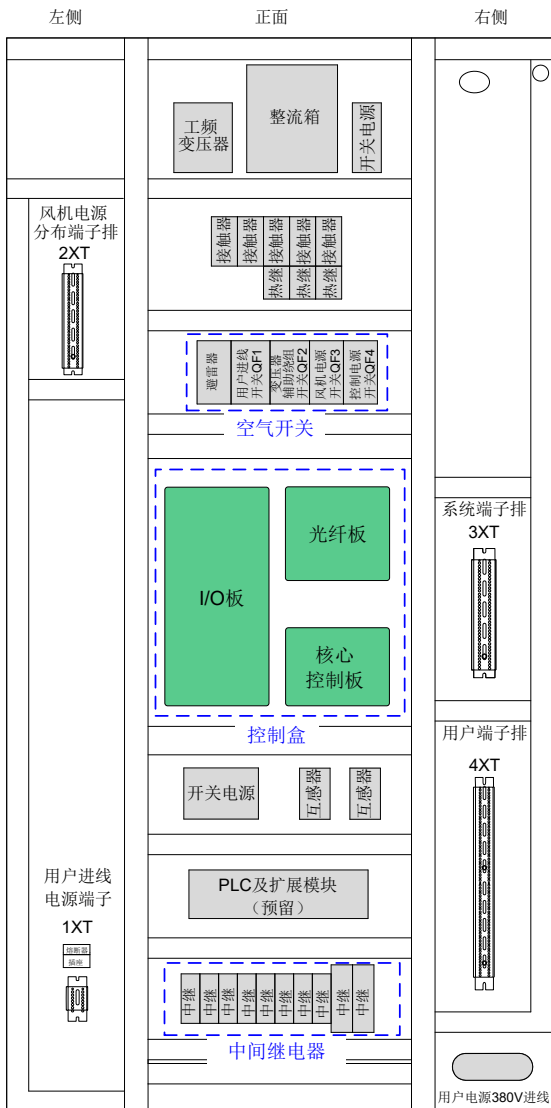 左侧
正面
右侧
工频
变压器
整流箱
开关电源
风机电源
分布端子排
2XT
接触器
接触器
接触器
接触器
接触器
热继
热继
热继
避雷器
用户进线
开关QF1
变压器
辅助绕组
开关QF2
风机电源
开关QF3
控制电源
开关QF4
空气开关
I/O板
光纤板
核心
控制板
控制盒
系统端子排
3XT
开关电源
互感器
互感器
用户端子排
4XT
PLC及扩展模块
（预留）
用户进线
电源端子
1XT
熔断器
插座
中继
中继
中继
中继
中继
中继
中继
中继
中继
中继
中间继电器
用户电源380V进线